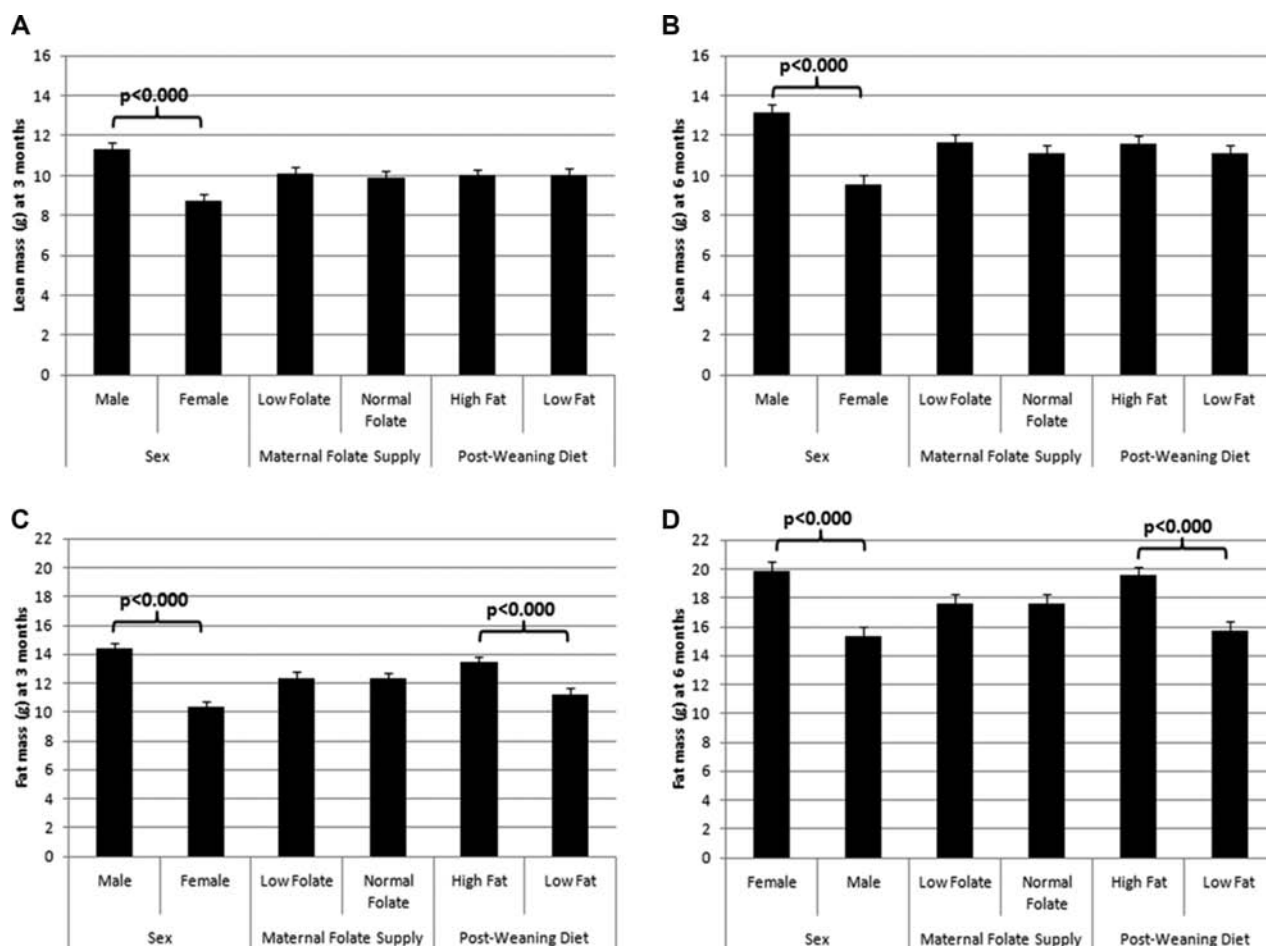 A
Lean mass (g) at 3 months
16
14
12
10
8
6
4
2
0
p<0.000
Male Female Low Folate Normal Folate High Fat Low Fat
Sex Maternal Folate Supply Post-Weaning Diet
B
Lean mass (g) at 6 months
16
14
12
10
8
6
4
2
0
p<0.000
Male Female Low Folate Normal Folate High Fat Low Fat
Sex Maternal Folate Supply Post-Weaning Diet
C
Fat mass (g) at 3 months
22
20
18
16
14
12
10
8
6
4
2
0
p<0.000
p<0.000
Male Female Low Folate Normal Folate High Fat Low Fat
Sex Maternal Folate Supply Post-Weaning Diet
D
Fat mass (g) at 6 months
22
20
18
16
14
12
10
8
6
4
2
0
p<0.000
p<0.000
Female Male Low Folate Normal Folate High Fat Low Fat
Sex Maternal Folate Supply Post-Weaning Diet